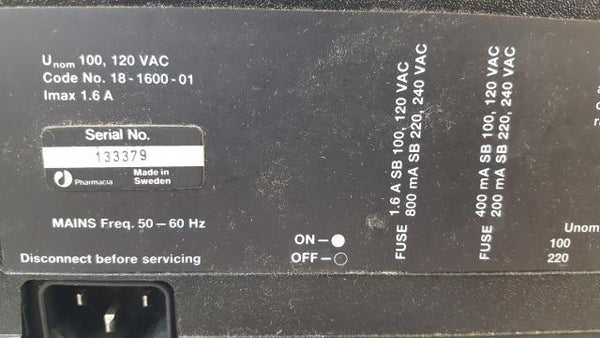 Unom 100, 120 VAC
Code No. 18-1600-01
Imax 1.6 A
Serial No.
133379
Pharmacia
Made in
Sweden
MAINS Freq. 50 – 60 Hz
ON –
OFF –
Disconnect before servicing
FUSE 1.6 A SB 100, 120 VAC
800 mA SB 220, 240 VAC
FUSE 400 mA SB 100, 120 VAC
200 mA SB 220, 240 VAC
Unom
100
220